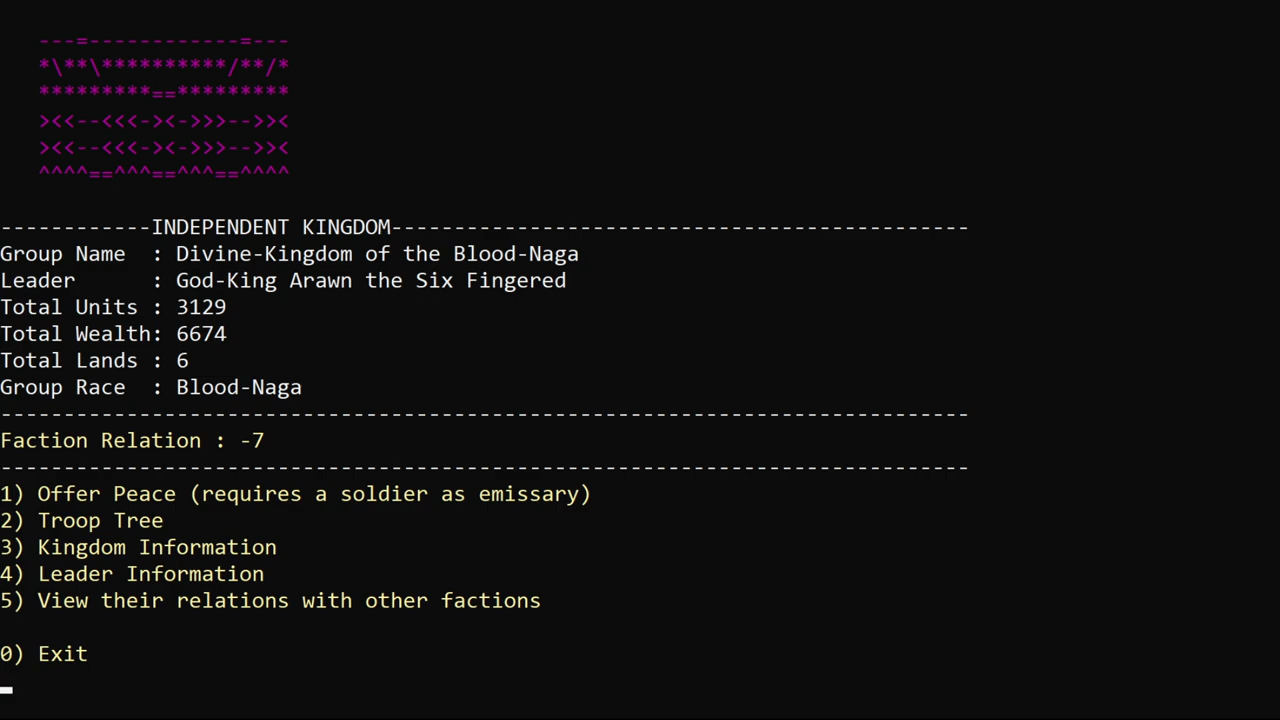 ---=------------=---
*\**\**********/**/*
*********==*********
><<--<<<-><->>>-->><
><<--<<<-><->>>-->><
^^^^==^^^==^^^==^^^^
------------INDEPENDENT KINGDOM----------------------------------------------
Group Name  : Divine-Kingdom of the Blood-Naga
Leader      : God-King Arawn the Six Fingered
Total Units : 3129
Total Wealth: 6674
Total Lands : 6
Group Race  : Blood-Naga
-----------------------------------------------------------------------------
Faction Relation : -7
-----------------------------------------------------------------------------
1) Offer Peace (requires a soldier as emissary)
2) Troop Tree
3) Kingdom Information
4) Leader Information
5) View their relations with other factions
0) Exit